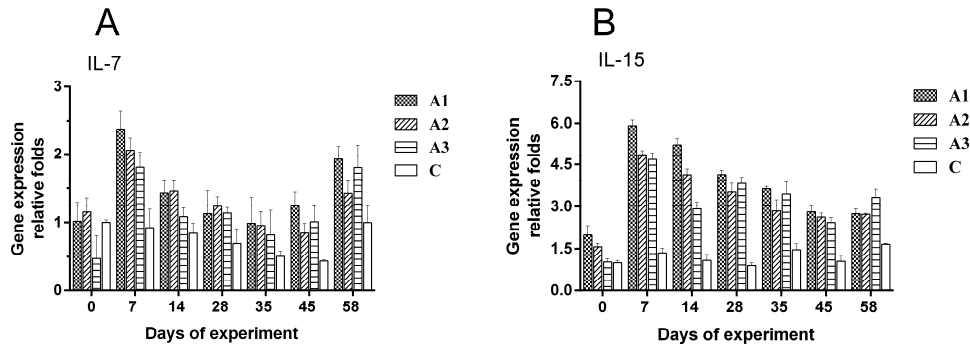 A
IL-7
Gene expression
relative folds
3
2
1
0
0 7 14 28 35 45 58
Days of experiment
A1
A2
A3
C
B
IL-15
Gene expression
relative folds
7.5
6.0
4.5
3.0
1.5
0.0
0 7 14 28 35 45 58
Days of experiment
A1
A2
A3
C